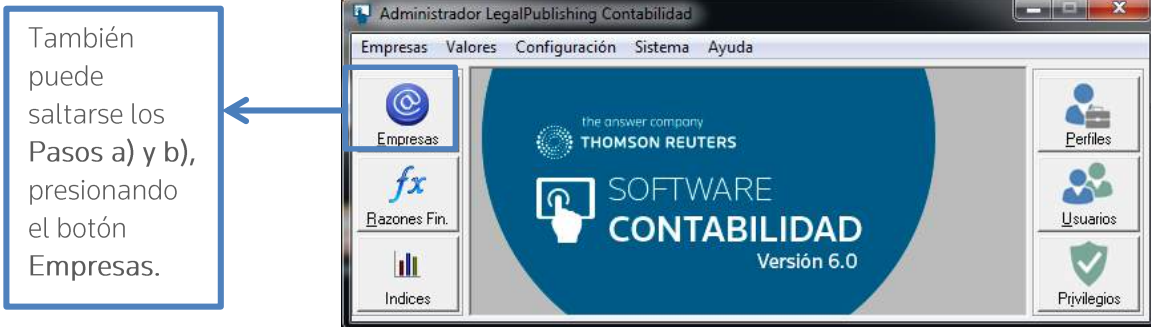 También
puede
saltarse los
Pasos a) y b),
presionando
el botón
Empresas.
Administrador LegalPublishing Contabilidad
Empresas Valores Configuración Sistema Ayuda
Empresas
Razones Fin.
Indices
the answer company
THOMSON REUTERS
SOFTWARE
CONTABILIDAD
Versión 6.0
Perfiles
Usuarios
Privilegios